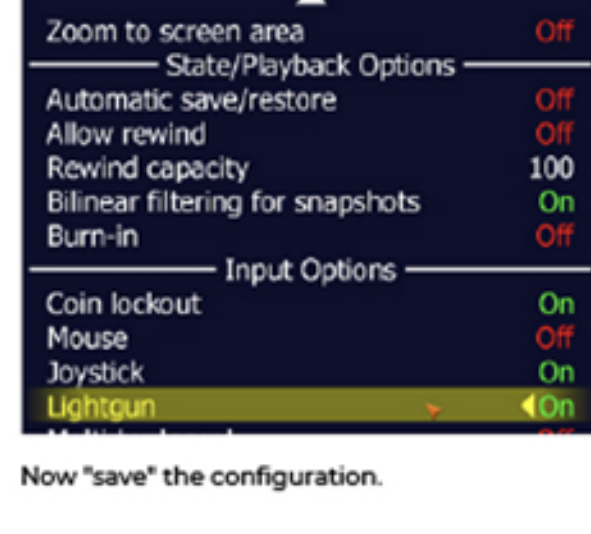 Zoom to screen area Off
State/Playback Options
Automatic save/restore Off
Allow rewind Off
Rewind capacity 100
Bilinear filtering for snapshots On
Burn-in Off
Input Options
Coin lockout On
Mouse Off
Joystick On
Lightgun On
Now "save" the configuration.